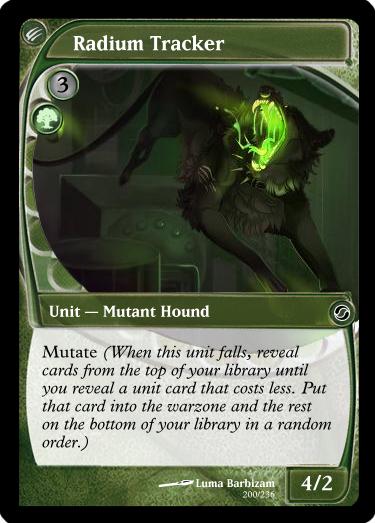 Radium Tracker
3
Unit — Mutant Hound
Mutate (When this unit falls, reveal
cards from the top of your library until
you reveal a unit card that costs less. Put
that card into the warzone and the rest
on the bottom of your library in a random
order.)
Luma Barbizam
200/236
4/2